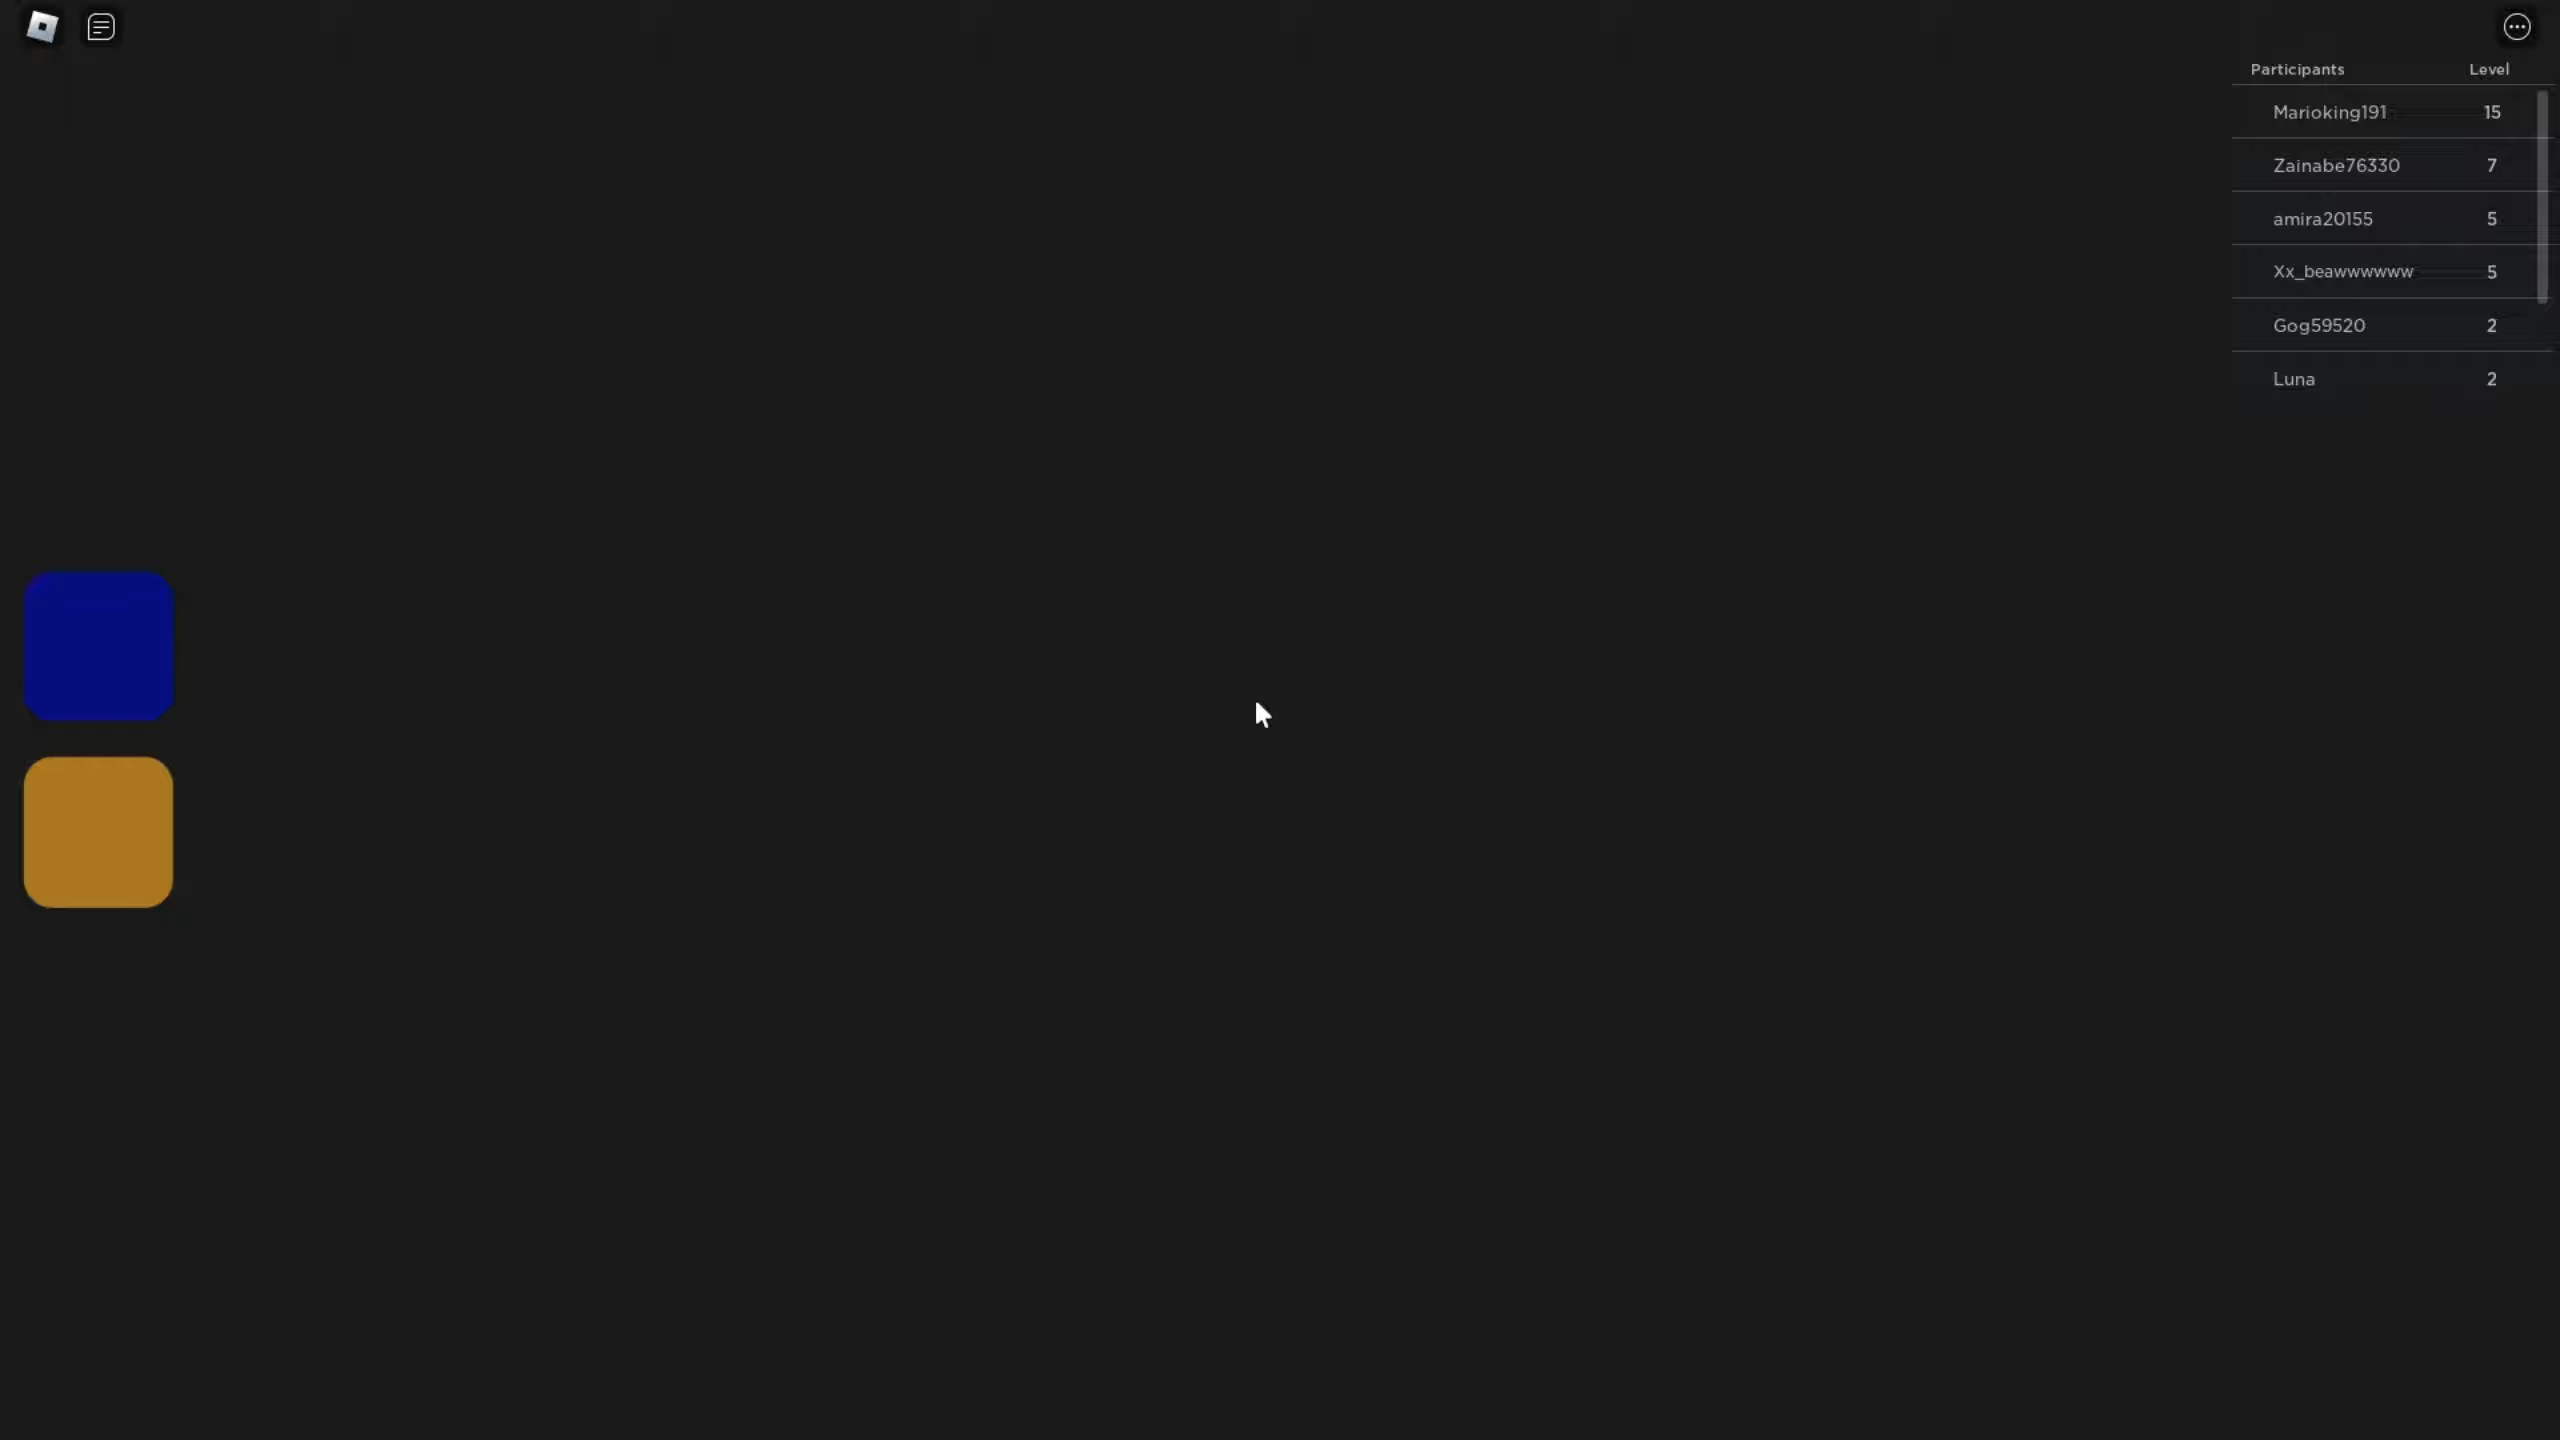 Participants Level
Marioking191 15
Zainabe76330 7
amira20155 5
Xx_beawwwwww 5
Gog59520 2
Luna 2